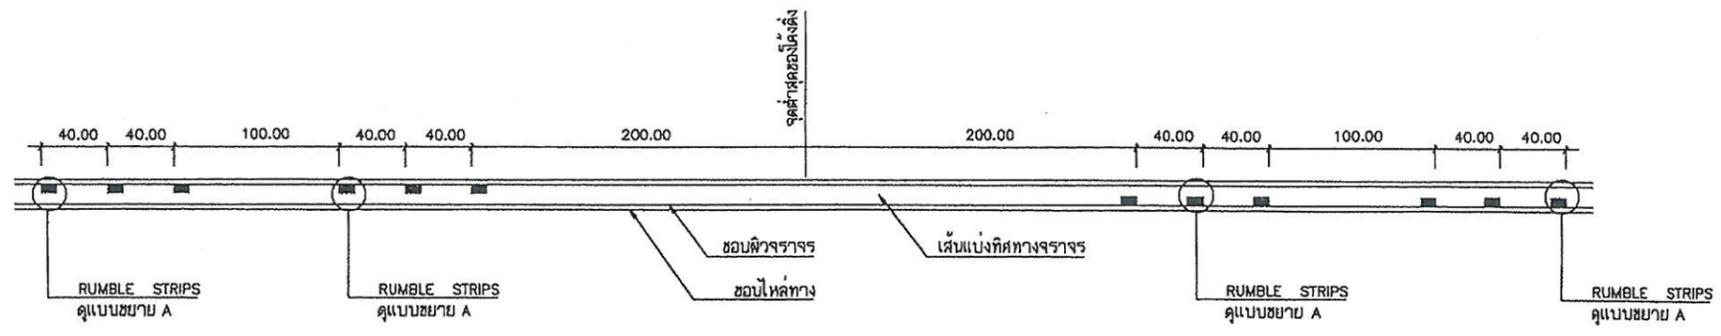 จุดต่ำสุดของโค้งดิ่ง
40.00 40.00 100.00 40.00 40.00 200.00 200.00 40.00 40.00 100.00 40.00 40.00
ขอบผิวจราจร
เส้นแบ่งทิศทางจราจร
ขอบไหล่ทาง
RUMBLE STRIPS
ดูแบบขยาย A
RUMBLE STRIPS
ดูแบบขยาย A
RUMBLE STRIPS
ดูแบบขยาย A
RUMBLE STRIPS
ดูแบบขยาย A